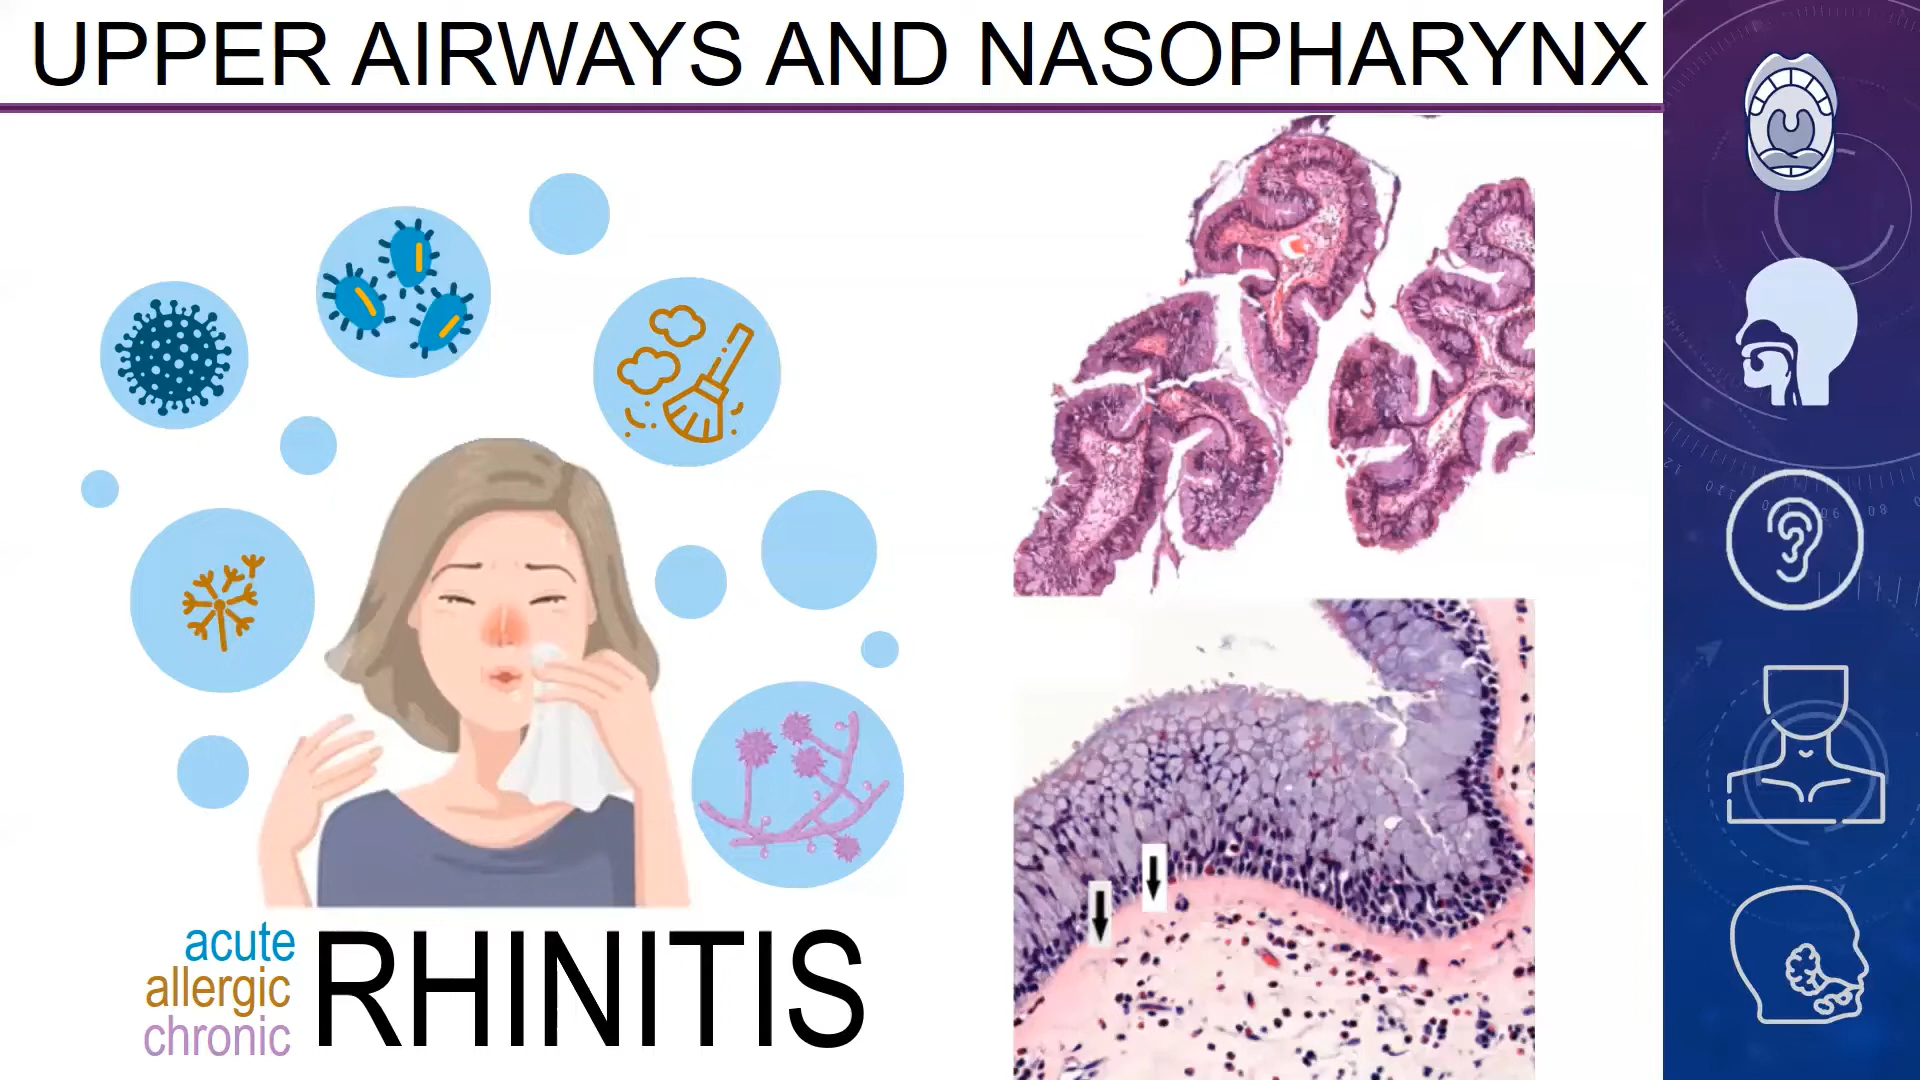 UPPER AIRWAYS AND NASOPHARYNX
acute
allergic
chronic
RHINITIS